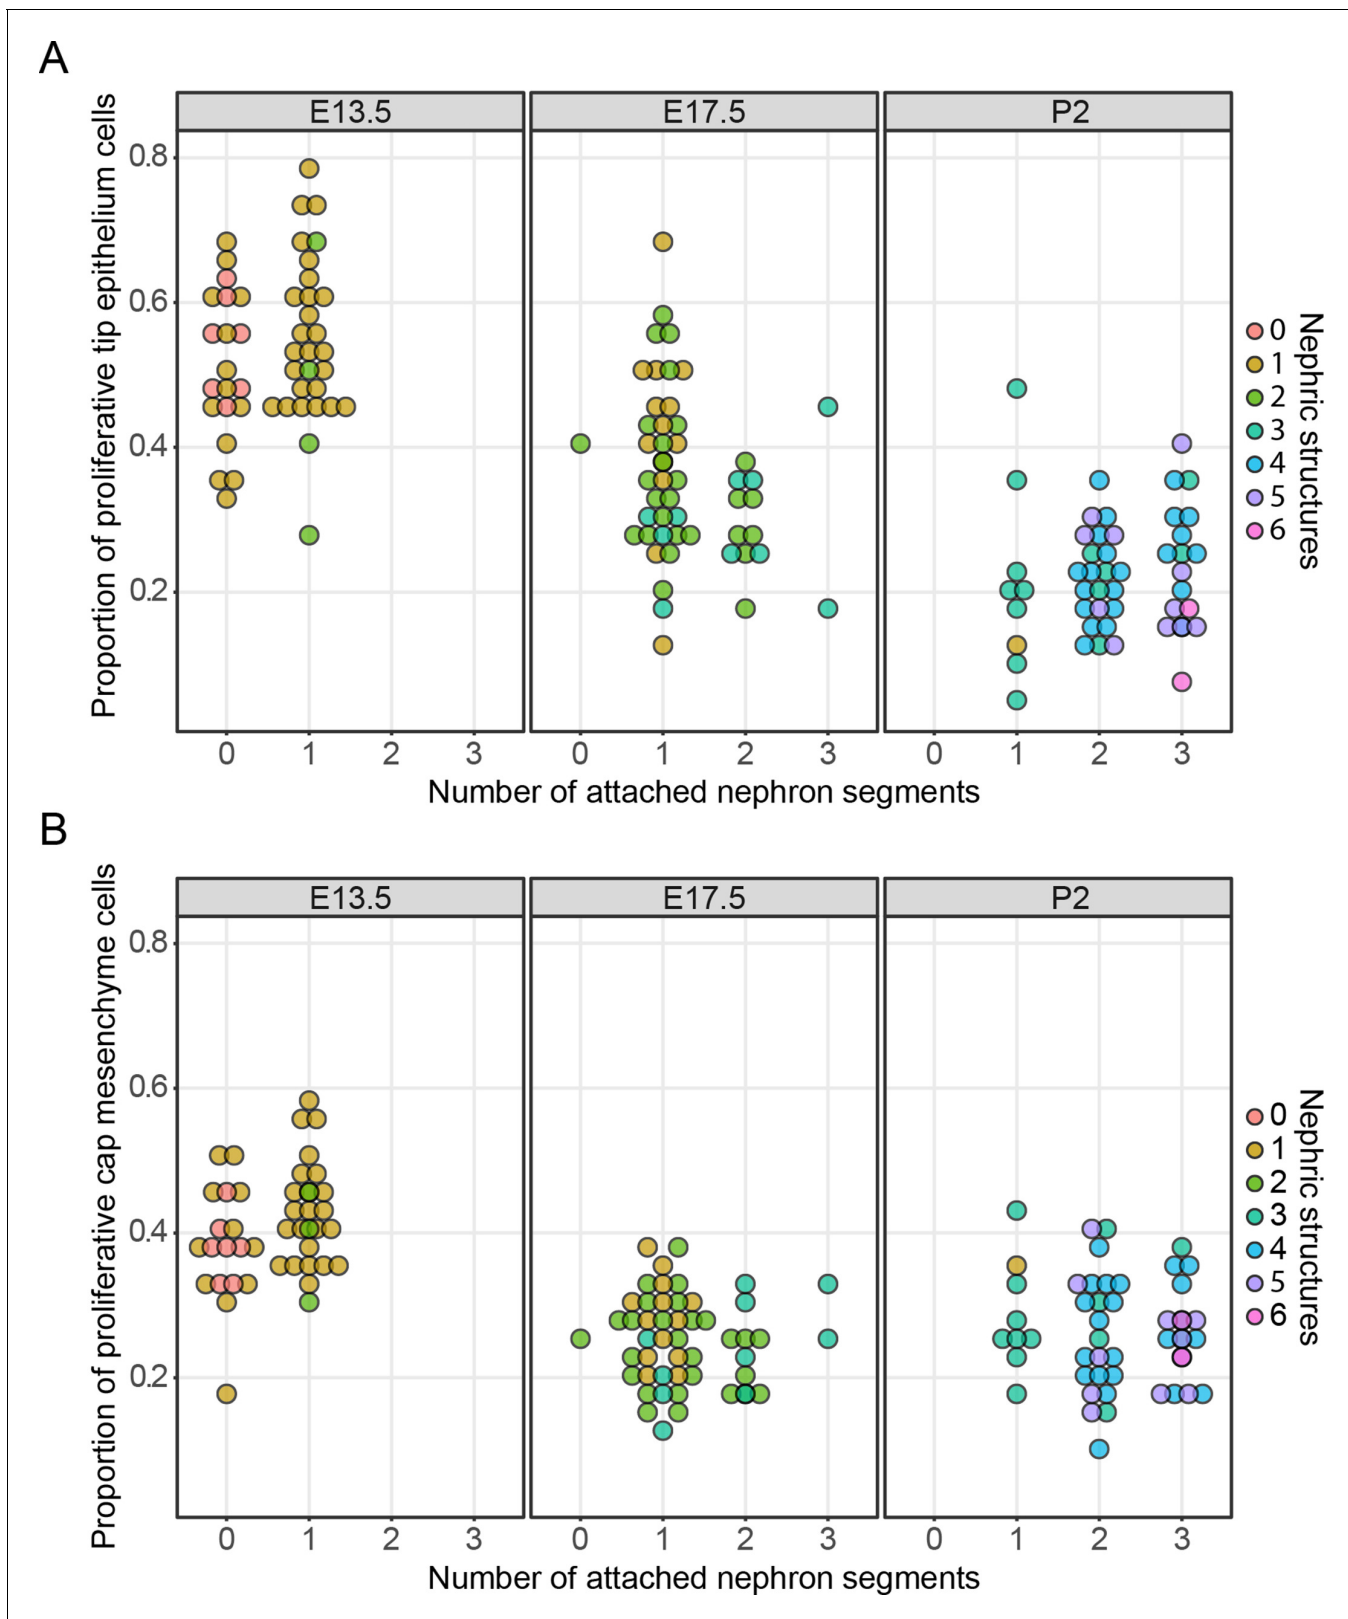 A
E13.5 E17.5 P2
Proportion of proliferative tip epithelium cells
0.8
0.6
0.4
0.2
0 1 2 3 0 1 2 3 0 1 2 3
Number of attached nephron segments
Nephric structures
0
1
2
3
4
5
6
B
E13.5 E17.5 P2
Proportion of proliferative cap mesenchyme cells
0.8
0.6
0.4
0.2
0 1 2 3 0 1 2 3 0 1 2 3
Number of attached nephron segments
Nephric structures
0
1
2
3
4
5
6